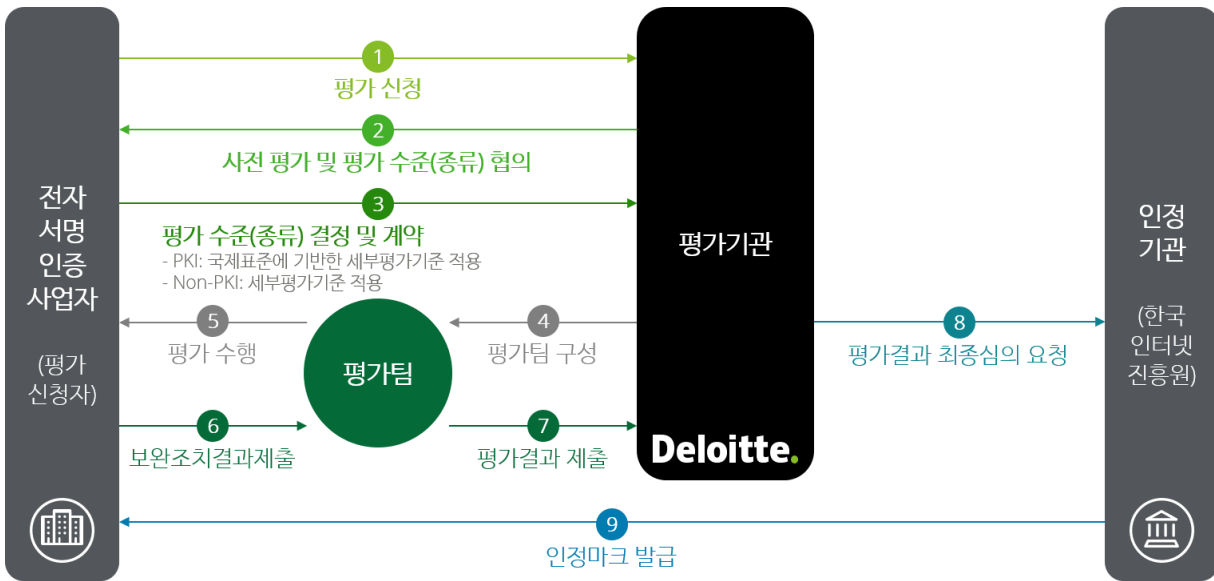 1
평가 신청
2
사전 평가 및 평가 수준(종류) 협의
3
평가 수준(종류) 결정 및 계약
- PKI: 국제표준에 기반한 세부평가기준 적용
- Non-PKI: 세부평가기준 적용
전자
서명
인증
사업자
(평가
신청자)
평가기관
인정
기관
(한국
인터넷
진흥원)
5
평가 수행
4
평가팀 구성
평가팀
8
평가결과 최종심의 요청
6
보완조치결과제출
7
평가결과 제출
Deloitte.
9
인정마크 발급